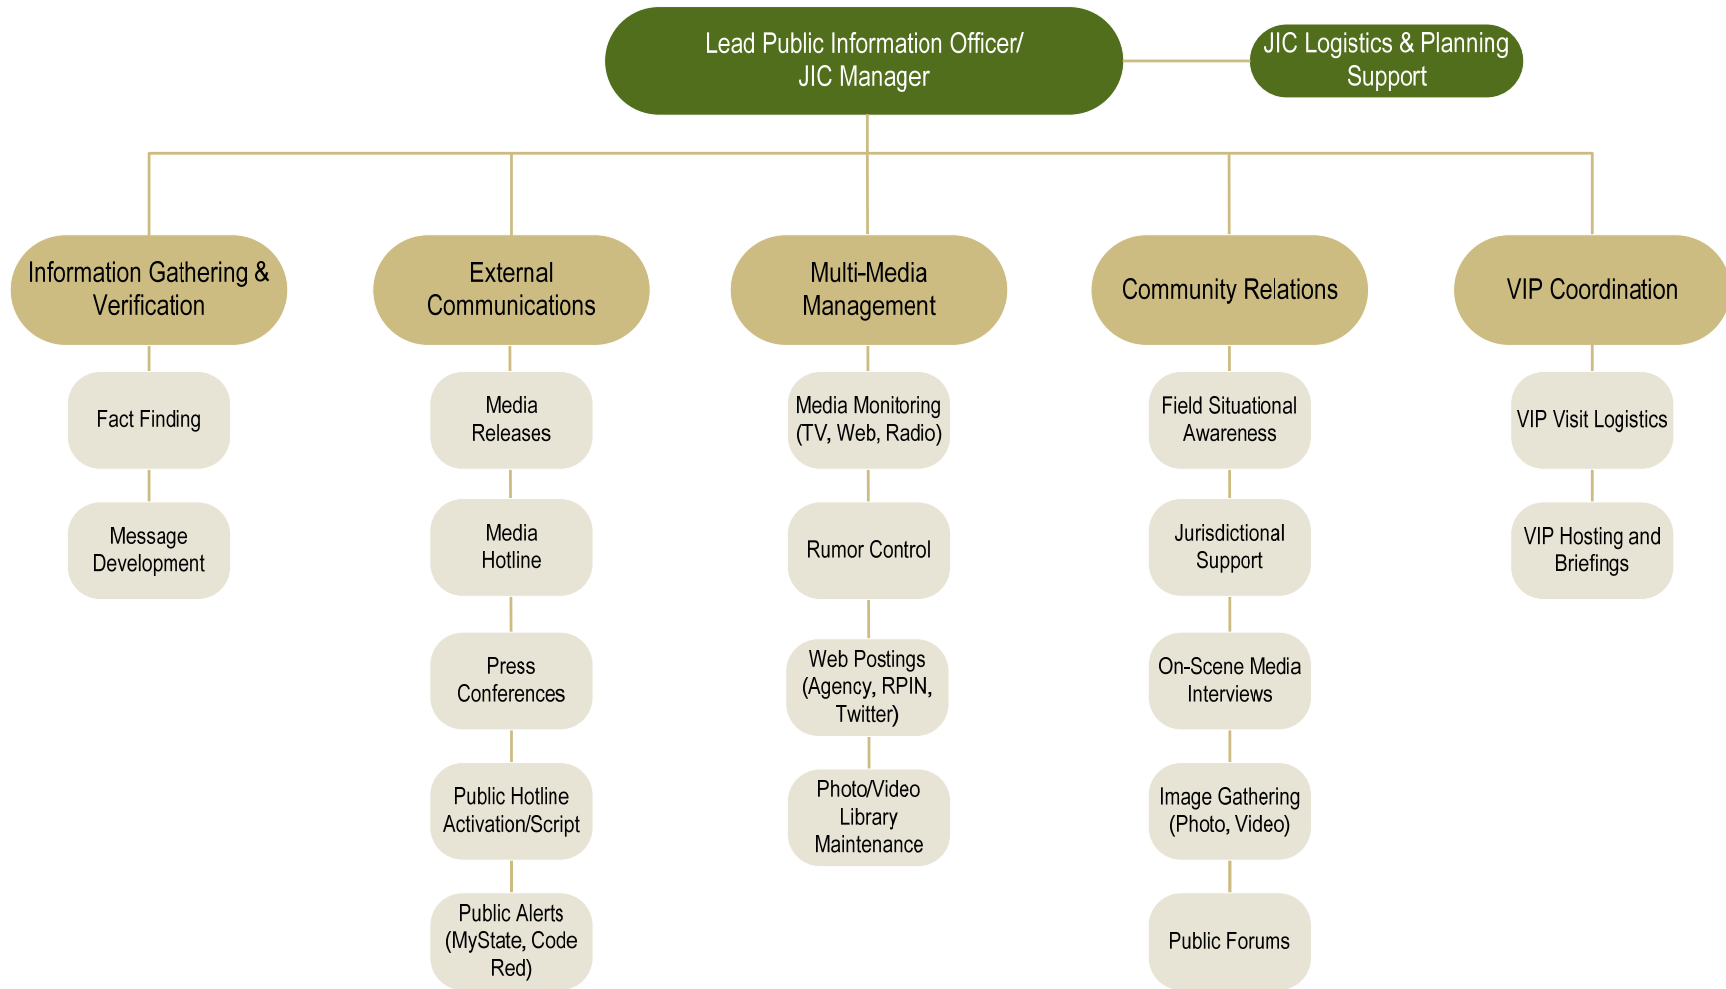 Lead Public Information Officer/
JIC Manager
JIC Logistics & Planning
Support
Information Gathering &
Verification
Fact Finding
Message
Development
External
Communications
Media
Releases
Media
Hotline
Press
Conferences
Public Hotline
Activation/Script
Public Alerts
(MyState, Code
Red)
Multi-Media
Management
Media Monitoring
(TV, Web, Radio)
Rumor Control
Web Postings
(Agency, RPIN,
Twitter)
Photo/Video
Library
Maintenance
Community Relations
Field Situational
Awareness
Jurisdictional
Support
On-Scene Media
Interviews
Image Gathering
(Photo, Video)
Public Forums
VIP Coordination
VIP Visit Logistics
VIP Hosting and
Briefings